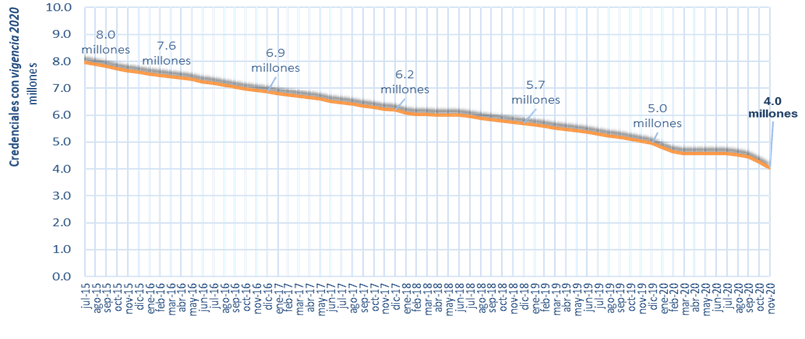 Credenciales con vigencia 2020
millones
10.0
9.0
8.0
7.0
6.0
5.0
4.0
3.0
2.0
1.0
0.0
8.0
millones
7.6
millones
6.9
millones
6.2
millones
5.7
millones
5.0
millones
4.0
millones
jul-15
ago-15
sep-15
oct-15
nov-15
dic-15
ene-16
feb-16
mar-16
abr-16
may-16
jun-16
jul-16
ago-16
sep-16
oct-16
nov-16
dic-16
ene-17
feb-17
mar-17
abr-17
may-17
jun-17
jul-17
ago-17
sep-17
oct-17
nov-17
dic-17
ene-18
feb-18
mar-18
abr-18
may-18
jun-18
jul-18
ago-18
sep-18
oct-18
nov-18
dic-18
ene-19
feb-19
mar-19
abr-19
may-19
jun-19
jul-19
ago-19
sep-19
oct-19
nov-19
dic-19
ene-20
feb-20
mar-20
abr-20
may-20
jun-20
jul-20
ago-20
sep-20
oct-20
nov-20